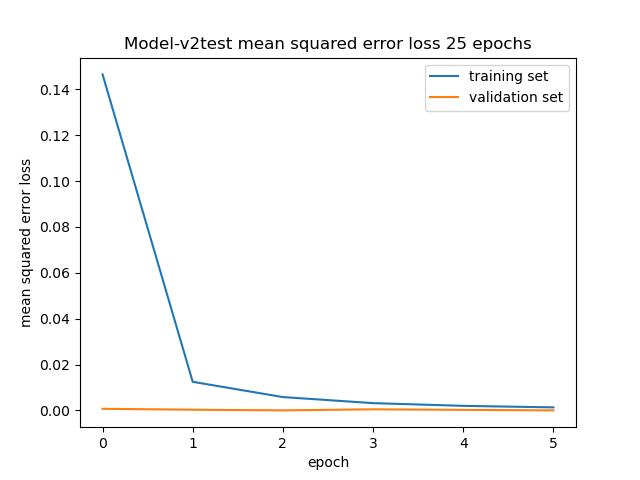 Model-v2test mean squared error loss 25 epochs
training set
validation set
0.14
0.12
0.10
0.08
0.06
0.04
0.02
0.00
mean squared error loss
0 1 2 3 4 5
epoch